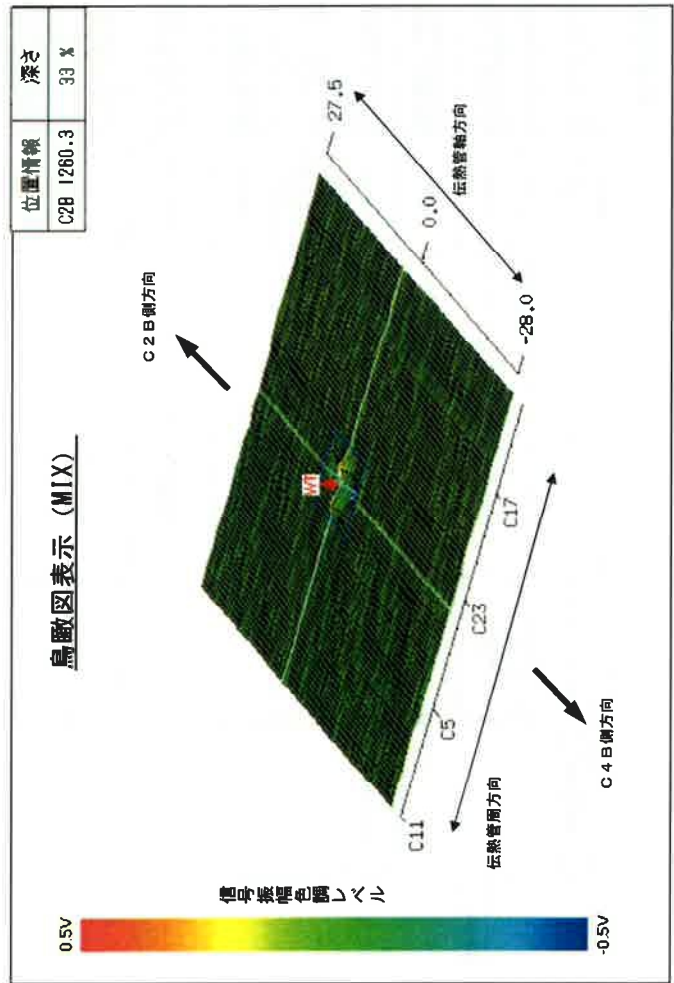 鳥瞰図表示 (MIX)
位置情報 深さ
C2B 1260.3 33 %
C2B側方向
27.5
0.0
-28.0
伝熱管軸方向
WT
C11
C5
C23
C17
伝熱管周方向
C4B側方向
信号振幅色調レベル
0.5V
-0.5V